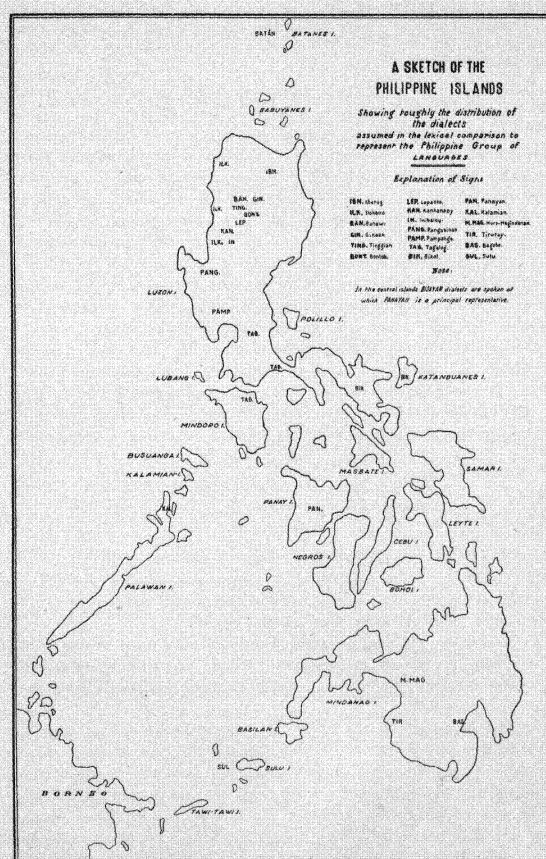 A SKETCH OF THE
PHILIPPINE ISLANDS
Showing roughly the distribution of
the dialects
assumed in the lexical comparison to
represent the Philippine Group of
LANGUAGES
Explanation of Signs
IBN. Ibanag
ILK. Ilokano
BAN. Banawi
GIN. Ginaan
TING. Tinggian
BONT. Bontok
LEP. Lepanto
KAN. Kankanaay
IN.
PANG. Pangasinan
PAMP. Pampanga
TAG. Tagalog
BIK. Bikol
PAN. Panayan
KAL. Kalamian
M.MAG. Moro-Magindanao
TIR. Tiruray
BAG. Bagobo
SUL. Sulu
Note:
In the central islands BISAYAN dialects are spoken of
which PANAYAN is a principal representative.
BATÁN
BATANES I.
BABUYANES I.
ILK.
IBN.
BAN. GIN.
ILK. TING.
BONT.
LEP
KAN.
ILK. IN
PANG.
LUZON I
PAMP.
POLILLO I.
TAG.
TAG.
LUBANG I.
TAG.
BIK
BK
KATANDUANES I.
MINDORO I.
BUSUANGA I
KALAMIAN I.
MASBATE I
SAMAR I.
KAL
PANAY I
PAN.
LEYTE I
CEBU I
NEGROS I.
PALAWAN I.
BOHOL I
M.MAG
MINDANAO I
TIR
BAG
BASILAN I
SUL
SULU I
BORNEO
TAWI-TAWI I.